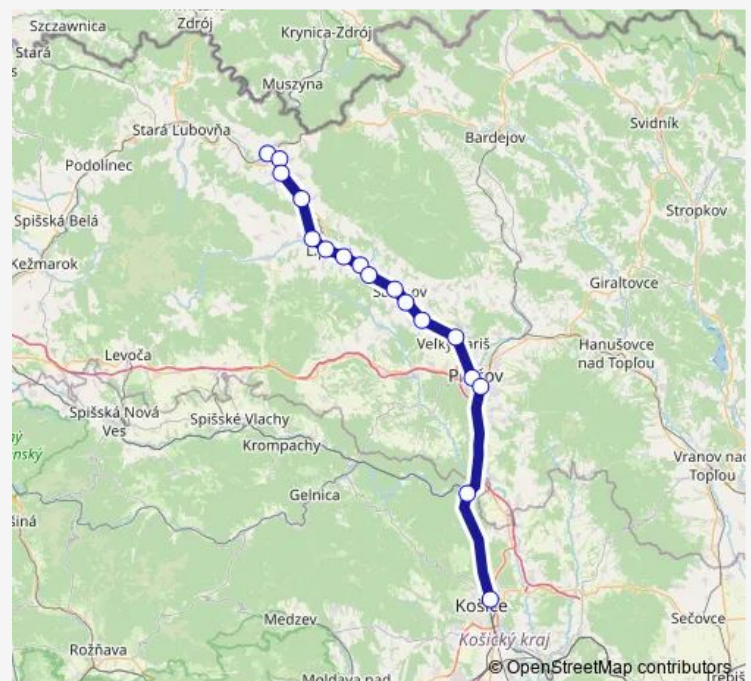 Szczawnica
Zdrój
Krynica-Zdrój
Stará
Muszyna
Stará Ľubovňa
Bardejov
Svidník
Podolínec
Spišská Belá
Stropkov
Kežmarok
Giraltovce
Veľký Šariš
Hanušovce
nad Topľou
Levoča
Spišská Nová
Ves
Spišské Vlachy
Krompachy
Vranov nad
Topľou
Gelnica
Košice
Medzev
Sečovce
Košický kraj
Rožňava
Moldava nad
© OpenStreetMap contributors